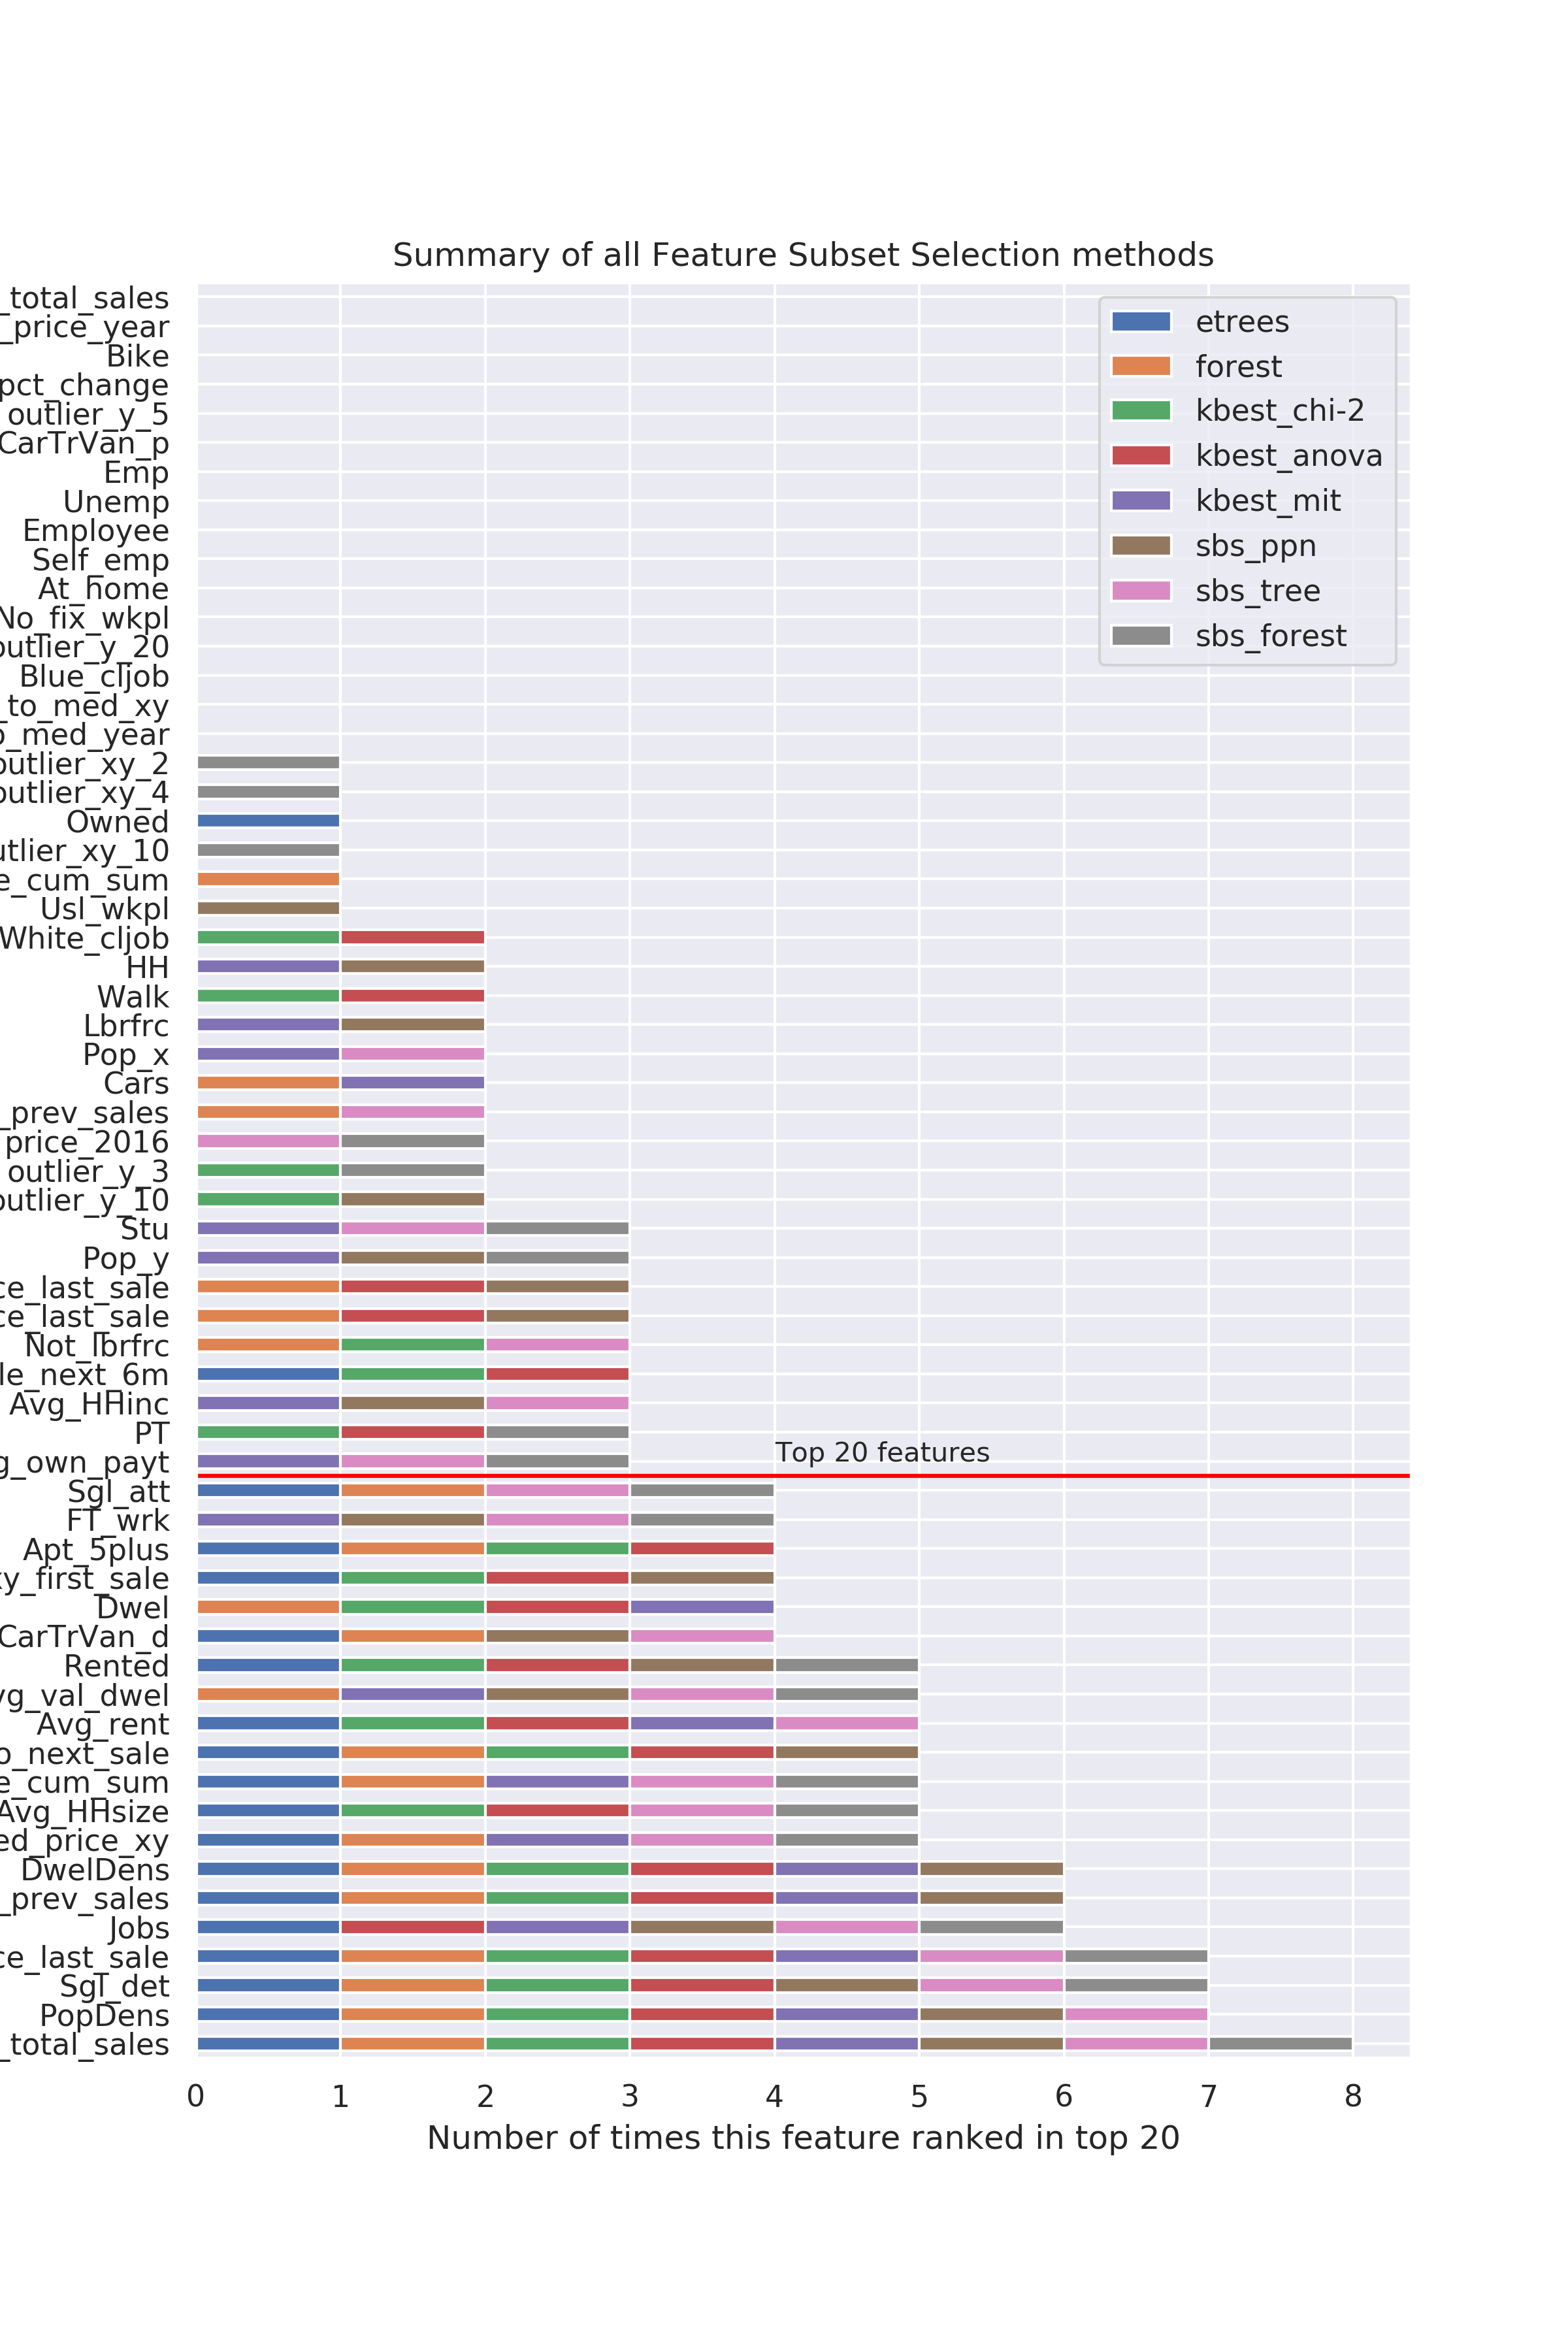 Summary of all Feature Subset Selection methods
_total_sales
_price_year
Bike
pct_change
outlier_y_5
CarTrVan_p
Emp
Unemp
Employee
Self_emp
At_home
No_fix_wkpl
outlier_y_20
Blue_cljob
_to_med_xy
o_med_year
outlier_xy_2
outlier_xy_4
Owned
utlier_xy_10
e_cum_sum
Usl_wkpl
White_cljob
HH
Walk
Lbrfrc
Pop_x
Cars
_prev_sales
price_2016
outlier_y_3
outlier_y_10
Stu
Pop_y
ce_last_sale
ce_last_sale
Not_lbrfrc
le_next_6m
Avg_HHinc
PT
g_own_payt
Sgl_att
FT_wrk
Apt_5plus
xy_first_sale
Dwel
CarTrVan_d
Rented
vg_val_dwel
Avg_rent
o_next_sale
e_cum_sum
Avg_HHsize
ed_price_xy
DwelDens
_prev_sales
Jobs
ce_last_sale
Sgl_det
PopDens
_total_sales
etrees
forest
kbest_chi-2
kbest_anova
kbest_mit
sbs_ppn
sbs_tree
sbs_forest
Top 20 features
0 1 2 3 4 5 6 7 8
Number of times this feature ranked in top 20